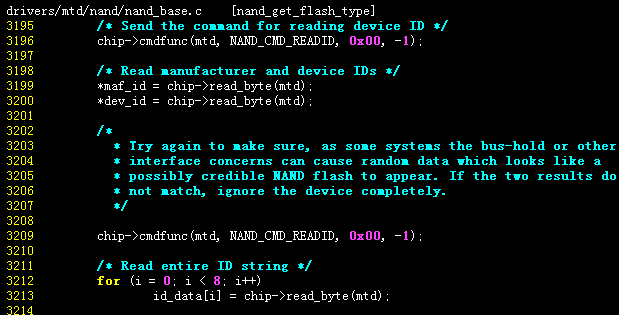 drivers/mtd/nand/nand_base.c [nand_get_flash_type]
3195 /* Send the command for reading device ID */
3196 chip->cmdfunc(mtd, NAND_CMD_READID, 0x00, -1);
3197
3198 /* Read manufacturer and device IDs */
3199 *maf_id = chip->read_byte(mtd);
3200 *dev_id = chip->read_byte(mtd);
3201
3202 /*
3203 * Try again to make sure, as some systems the bus-hold or other
3204 * interface concerns can cause random data which looks like a
3205 * possibly credible NAND flash to appear. If the two results do
3206 * not match, ignore the device completely.
3207 */
3208
3209 chip->cmdfunc(mtd, NAND_CMD_READID, 0x00, -1);
3210
3211 /* Read entire ID string */
3212 for (i = 0; i < 8; i++)
3213 id_data[i] = chip->read_byte(mtd);
3214